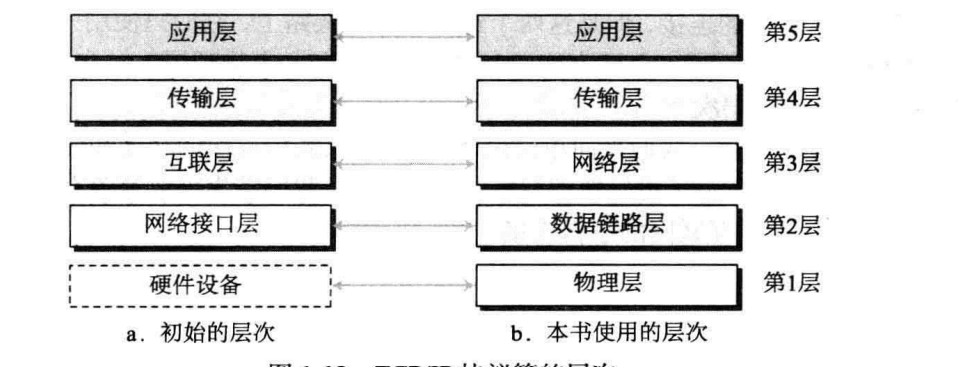 应用层 应用层 第5层
传输层 传输层 第4层
互联层 网络层 第3层
网络接口层 数据链路层 第2层
硬件设备 物理层 第1层
a. 初始的层次 b. 本书使用的层次